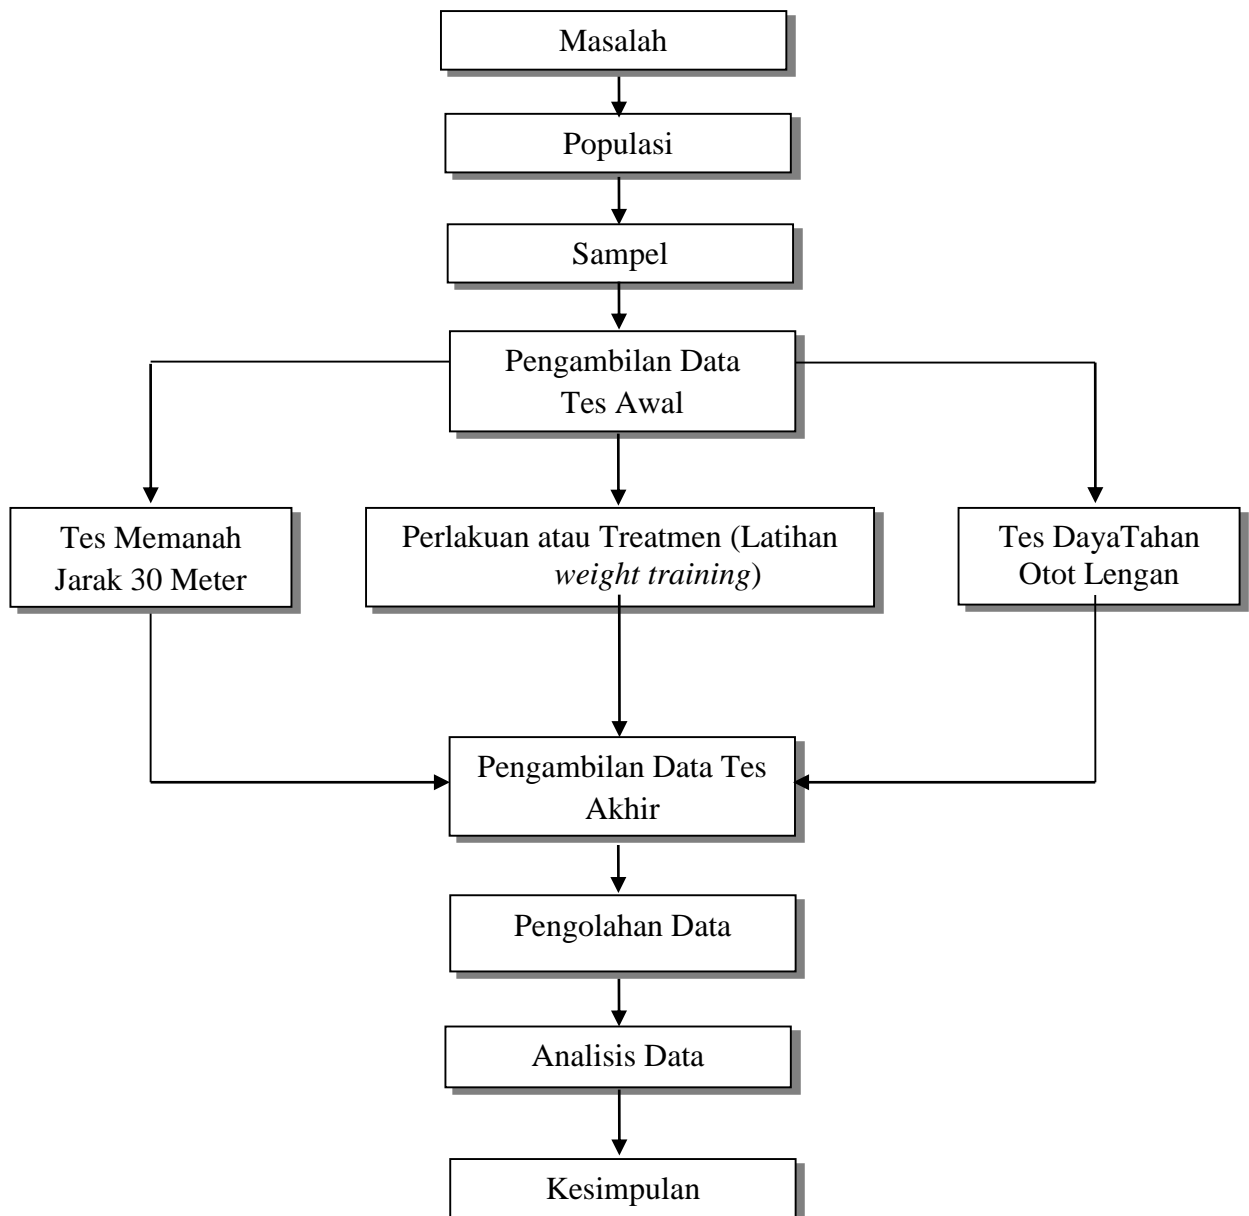 Masalah
Populasi
Sampel
Pengambilan Data
Tes Awal
Tes Memanah
Jarak 30 Meter
Perlakuan atau Treatmen (Latihan
weight training)
Tes DayaTahan
Otot Lengan
Pengambilan Data Tes
Akhir
Pengolahan Data
Analisis Data
Kesimpulan